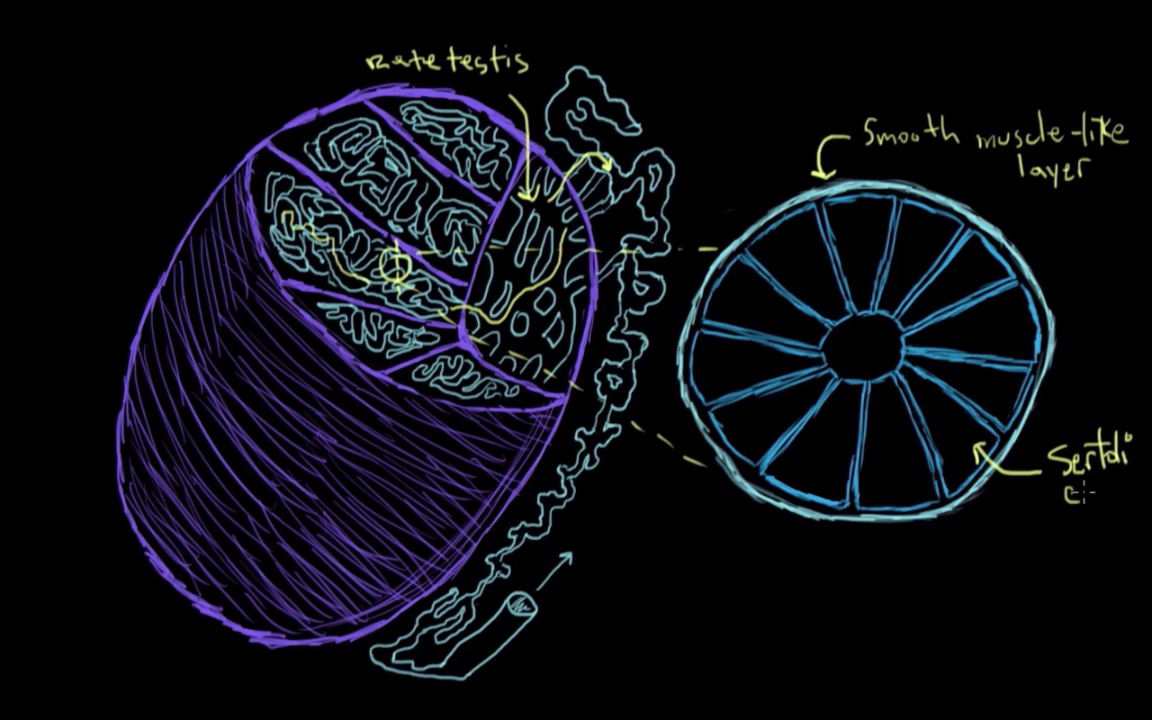 rete testis
Smooth muscle-like
layer
Sertoli
c